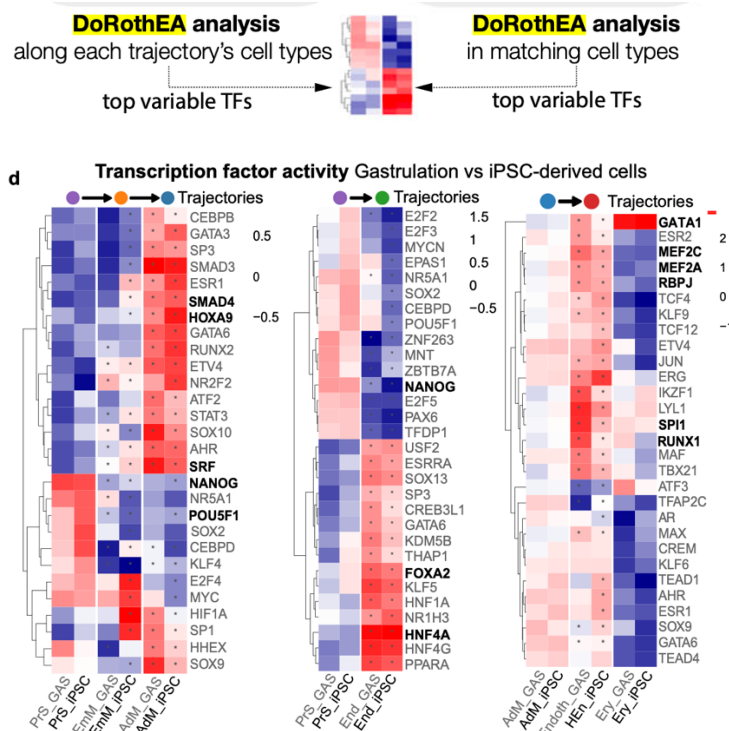 DoRothEA analysis
along each trajectory's cell types
top variable TFs
DoRothEA analysis
in matching cell types
top variable TFs
d
Transcription factor activity Gastrulation vs iPSC-derived cells
Trajectories
CEBPB
GATA3
SP3
SMAD3
ESR1
SMAD4
HOXA9
GATA6
RUNX2
ETV4
NR2F2
ATF2
STAT3
SOX10
AHR
SRF
NANOG
NR5A1
POU5F1
SOX2
CEBPD
KLF4
E2F4
MYC
HIF1A
SP1
HHEX
SOX9
0.5
0
−0.5
PrS_GAS
PrS_iPSC
EmM_GAS
EmM_iPSC
AdM_GAS
AdM_iPSC
Trajectories
E2F2
E2F3
MYCN
EPAS1
NR5A1
SOX2
CEBPD
POU5F1
ZNF263
MNT
ZBTB7A
NANOG
E2F5
PAX6
TFDP1
USF2
ESRRA
SOX13
SP3
CREB3L1
GATA6
KDM5B
THAP1
FOXA2
KLF5
HNF1A
NR1H3
HNF4A
HNF4G
PPARA
1.5
1
0.5
0
−0.5
PrS_GAS
PrS_iPSC
End_GAS
End_iPSC
Trajectories
GATA1
ESR2
MEF2C
MEF2A
RBPJ
TCF4
KLF9
TCF12
ETV4
JUN
ERG
IKZF1
LYL1
SPI1
RUNX1
MAF
TBX21
ATF3
TFAP2C
AR
MAX
CREM
KLF6
TEAD1
AHR
ESR1
SOX9
GATA6
TEAD4
2
1
0
AdM_GAS
AdM_iPSC
Endoth_GAS
HEn_iPSC
Ery_GAS
Ery_iPSC